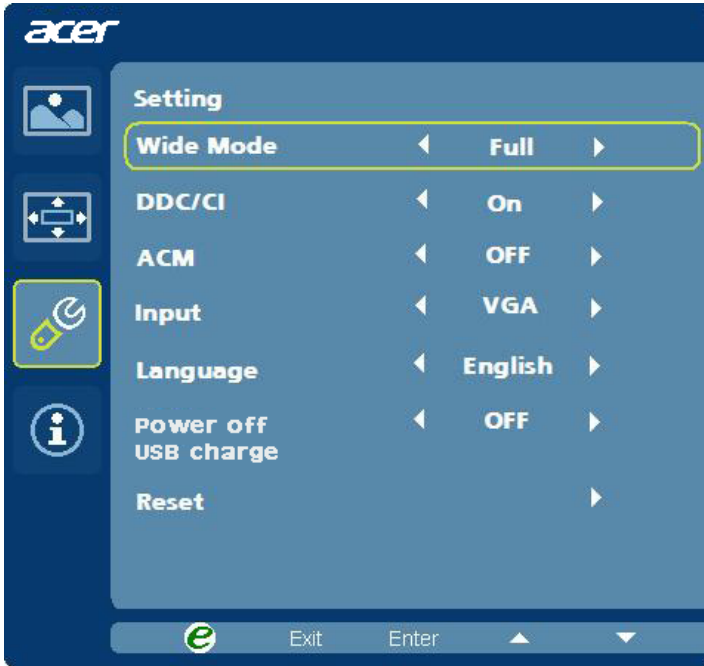 acer
Setting
Wide Mode Full
DDC/CI On
ACM OFF
Input VGA
Language English
Power off OFF
USB charge
Reset
e Exit Enter